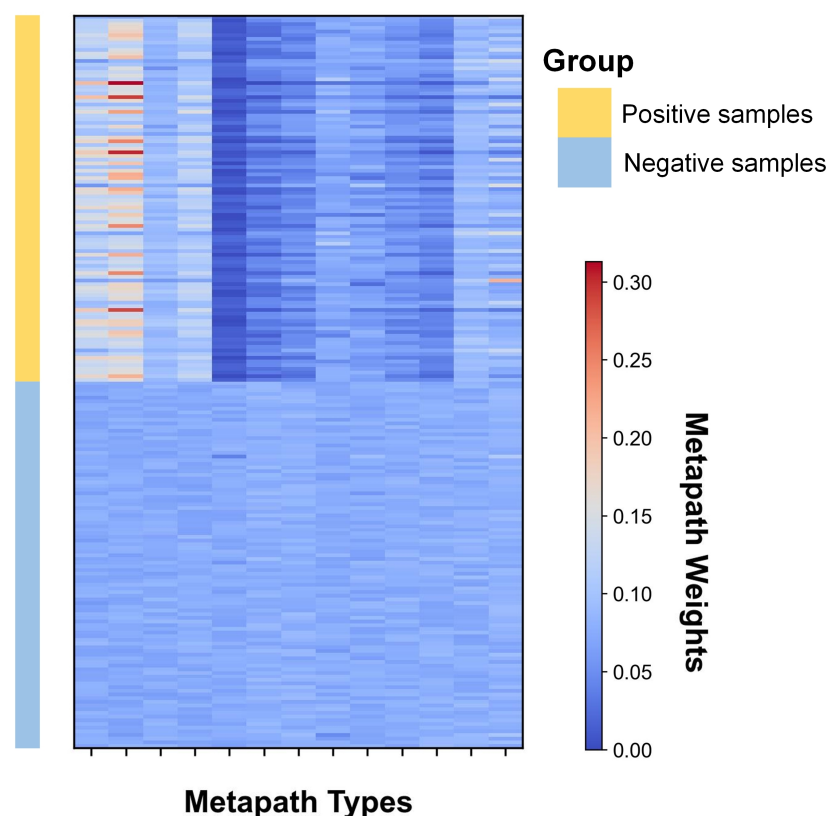 Group
Positive samples
Negative samples
0.30
0.25
0.20
0.15
0.10
0.05
0.00
Metapath Weights
Metapath Types